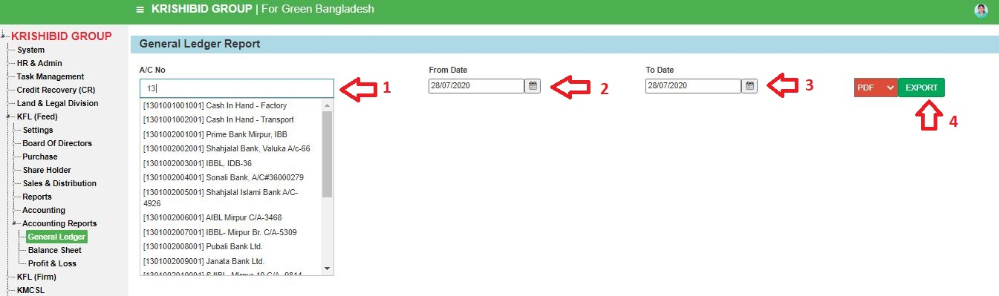 KRISHIBID GROUP | For Green Bangladesh
KRISHIBID GROUP
System
HR & Admin
Task Management
Credit Recovery (CR)
Land & Legal Division
KFL (Feed)
Settings
Board Of Directors
Purchase
Share Holder
Sales & Distribution
Reports
Accounting
Accounting Reports
General Ledger
Balance Sheet
Profit & Loss
KFL (Firm)
KMCSL
General Ledger Report
A/C No
13
1
[1301001001001] Cash In Hand - Factory
[1301001002001] Cash In Hand - Transport
[1301002001001] Prime Bank Mirpur, IBB
[1301002002001] Shahjalal Bank, Valuka A/c-66
[1301002003001] IBBL, IDB-36
[1301002004001] Sonali Bank, A/C#36000279
[1301002005001] Shahjalal Islami Bank A/C-
4926
[1301002006001] AIBL Mirpur C/A-3468
[1301002007001] IBBL- Mirpur Br. C/A-5309
[1301002008001] Pubali Bank Ltd.
[1301002009001] Janata Bank Ltd.
[1301002010001] SJIBL- Mirpur-10 C/A- 9814
From Date
28/07/2020
2
To Date
28/07/2020
3
PDF
EXPORT
4